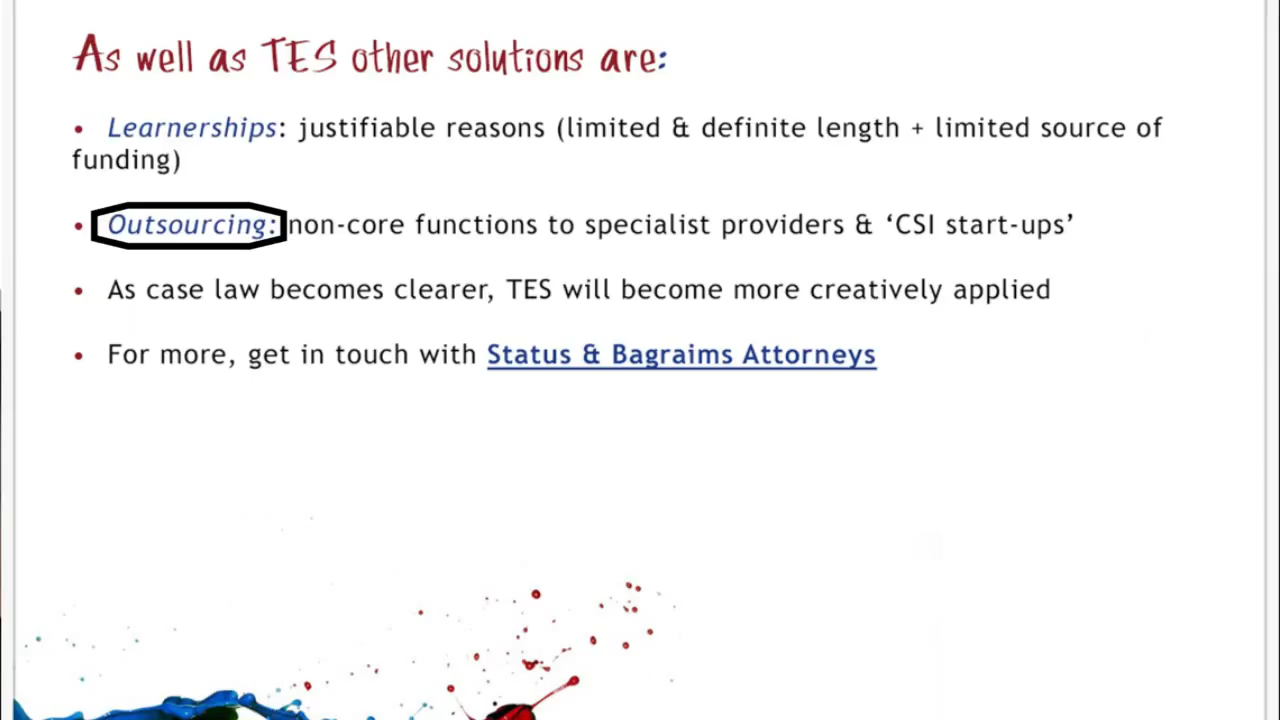 As well as TES other solutions are:
• Learnerships: justifiable reasons (limited & definite length + limited source of
funding)
• Outsourcing: non-core functions to specialist providers & ‘CSI start-ups’
• As case law becomes clearer, TES will become more creatively applied
• For more, get in touch with Status & Bagraims Attorneys